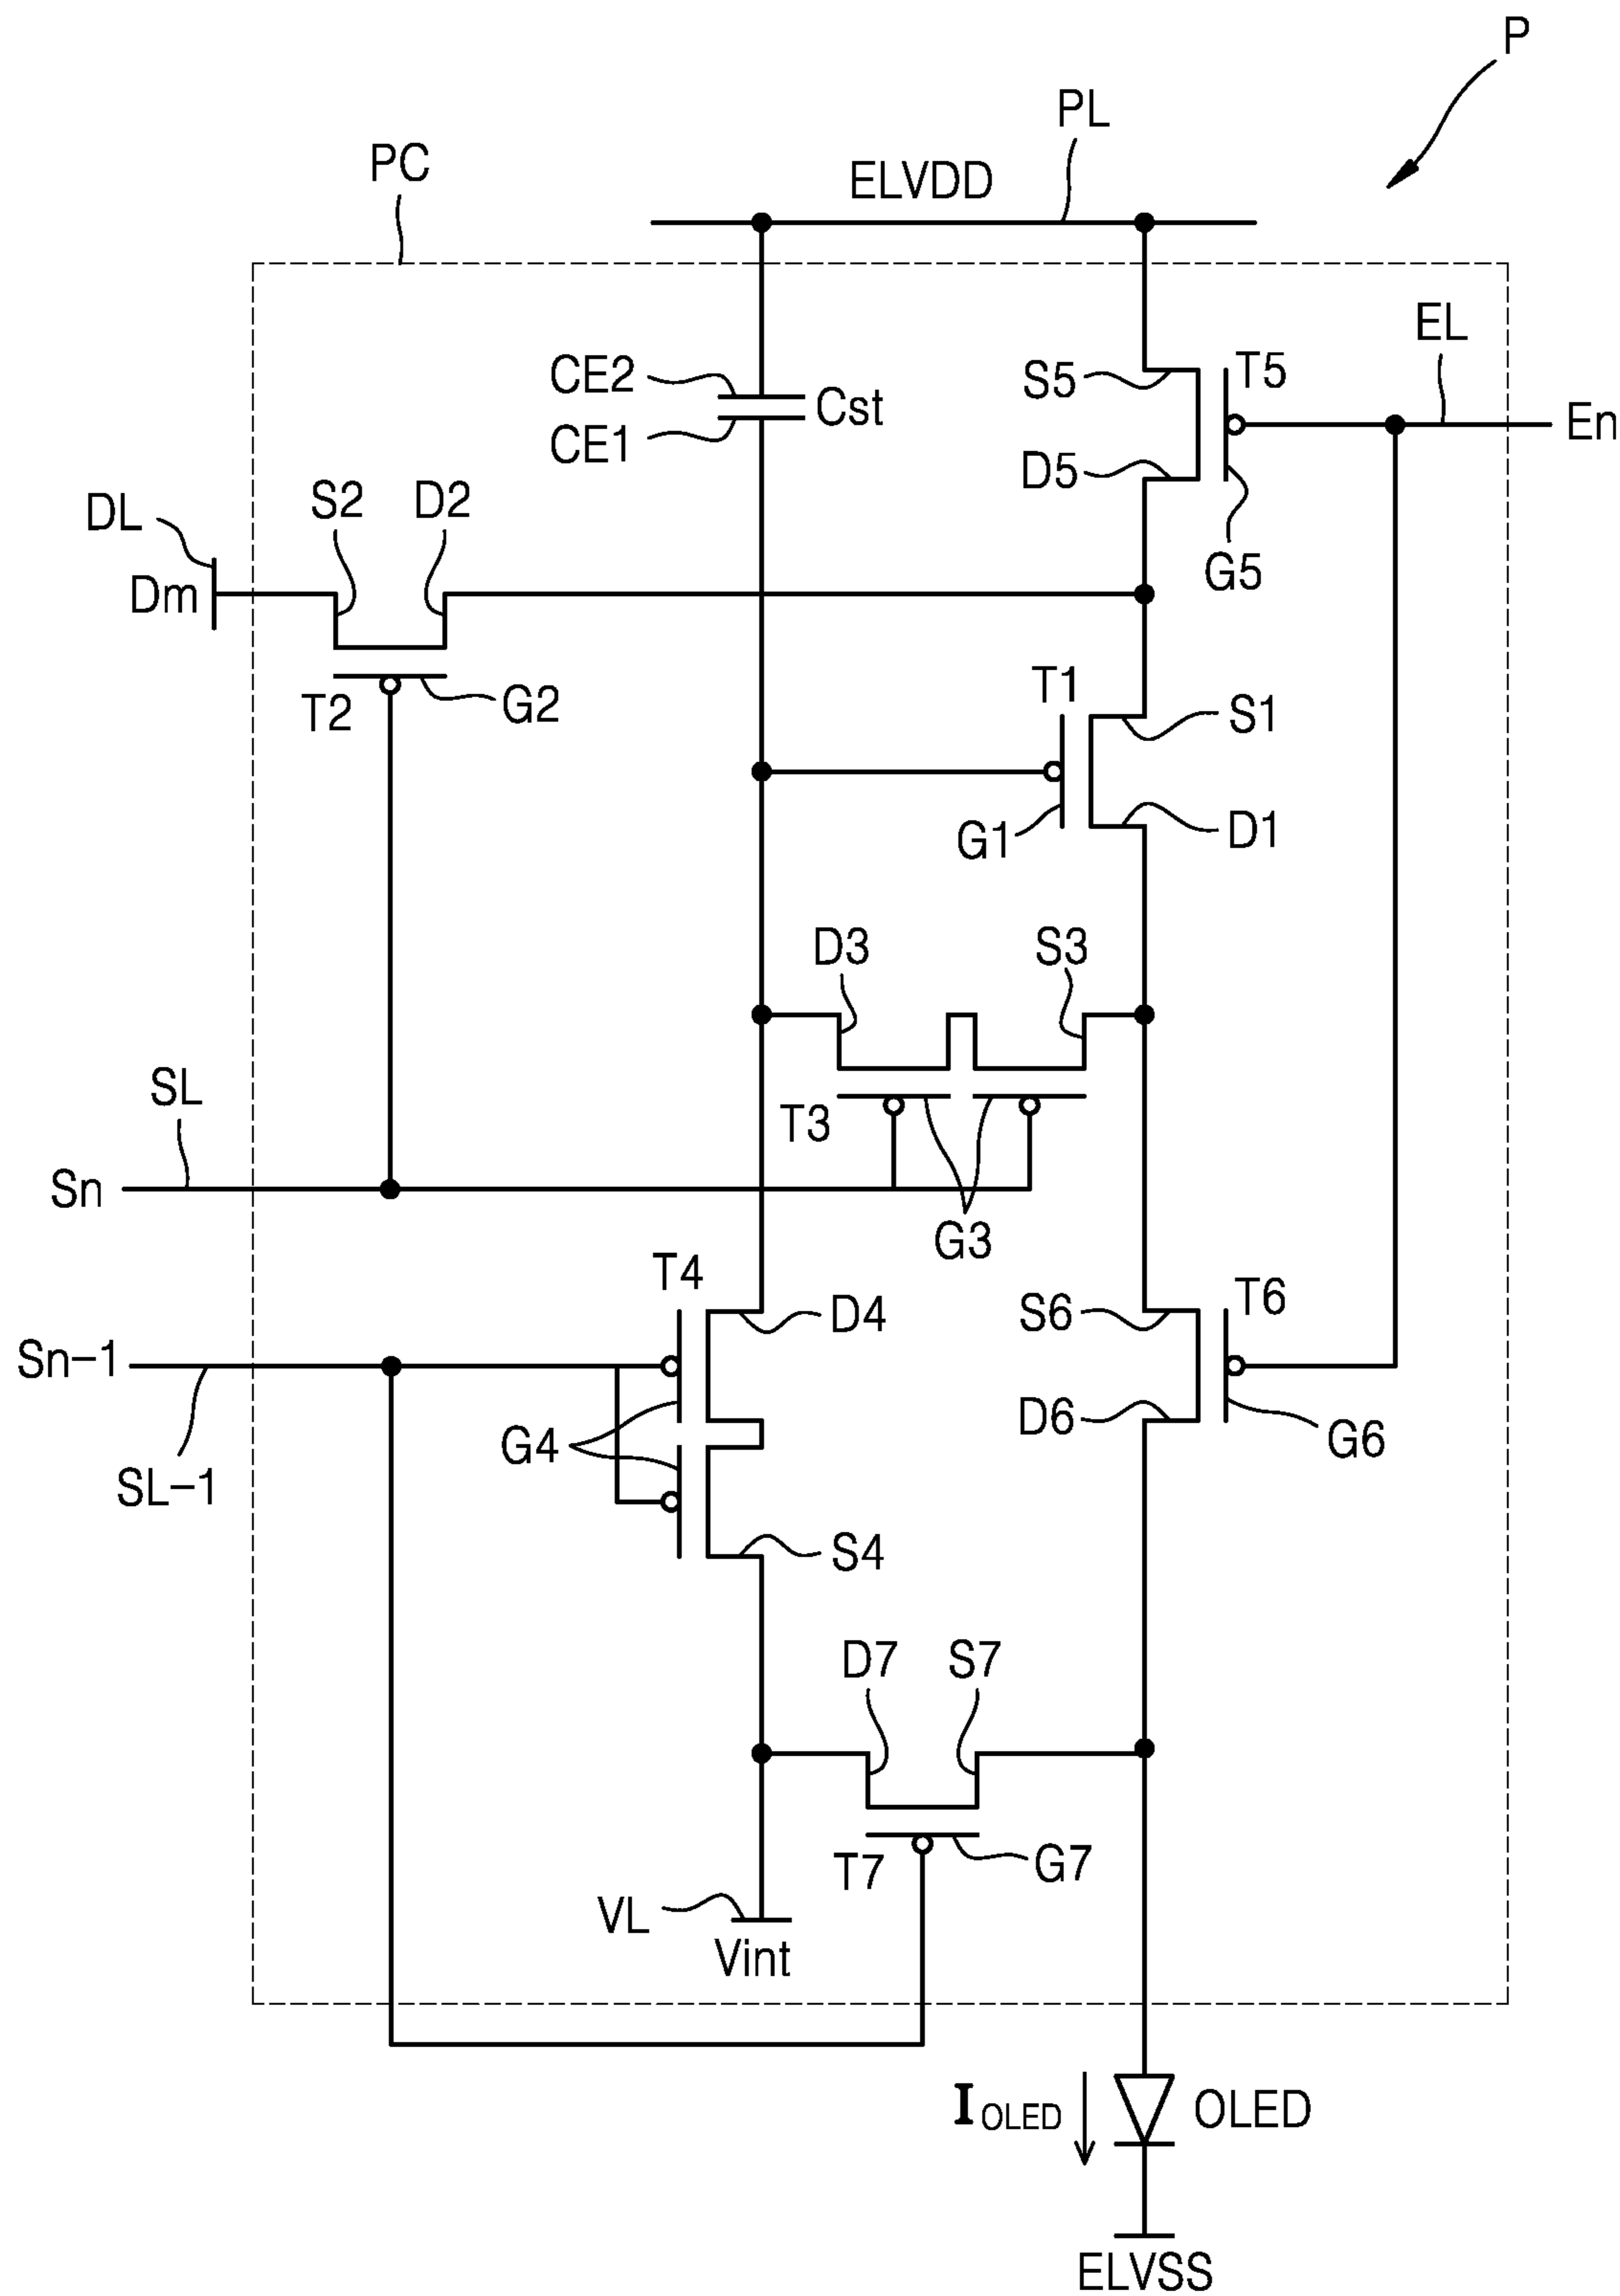 P
PL
PC
ELVDD
EL
CE2
Cst
S5
T5
En
CE1
D5
S2
D2
DL
G5
Dm
T1
T2
G2
S1
G1
D1
D3
S3
SL
T3
Sn
G3
T4
D4
S6
T6
Sn-1
D6
G4
G6
SL-1
S4
D7
S7
T7
G7
VL
Vint
IOLED
OLED
ELVSS